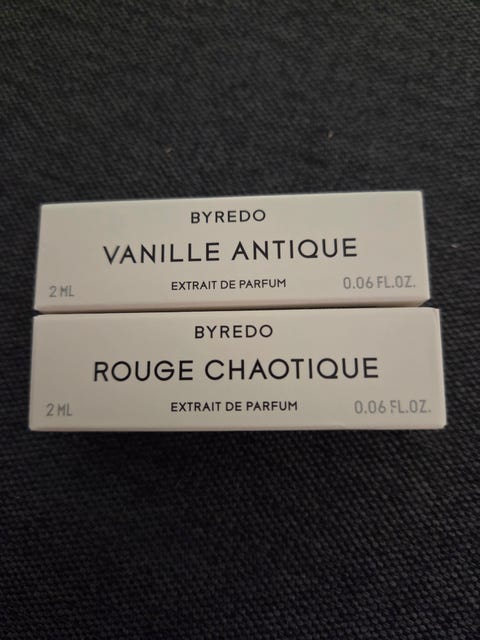 BYREDO
VANILLE ANTIQUE
2 ML EXTRAIT DE PARFUM 0.06 FL.OZ.
BYREDO
ROUGE CHAOTIQUE
2 ML EXTRAIT DE PARFUM 0.06 FL.OZ.